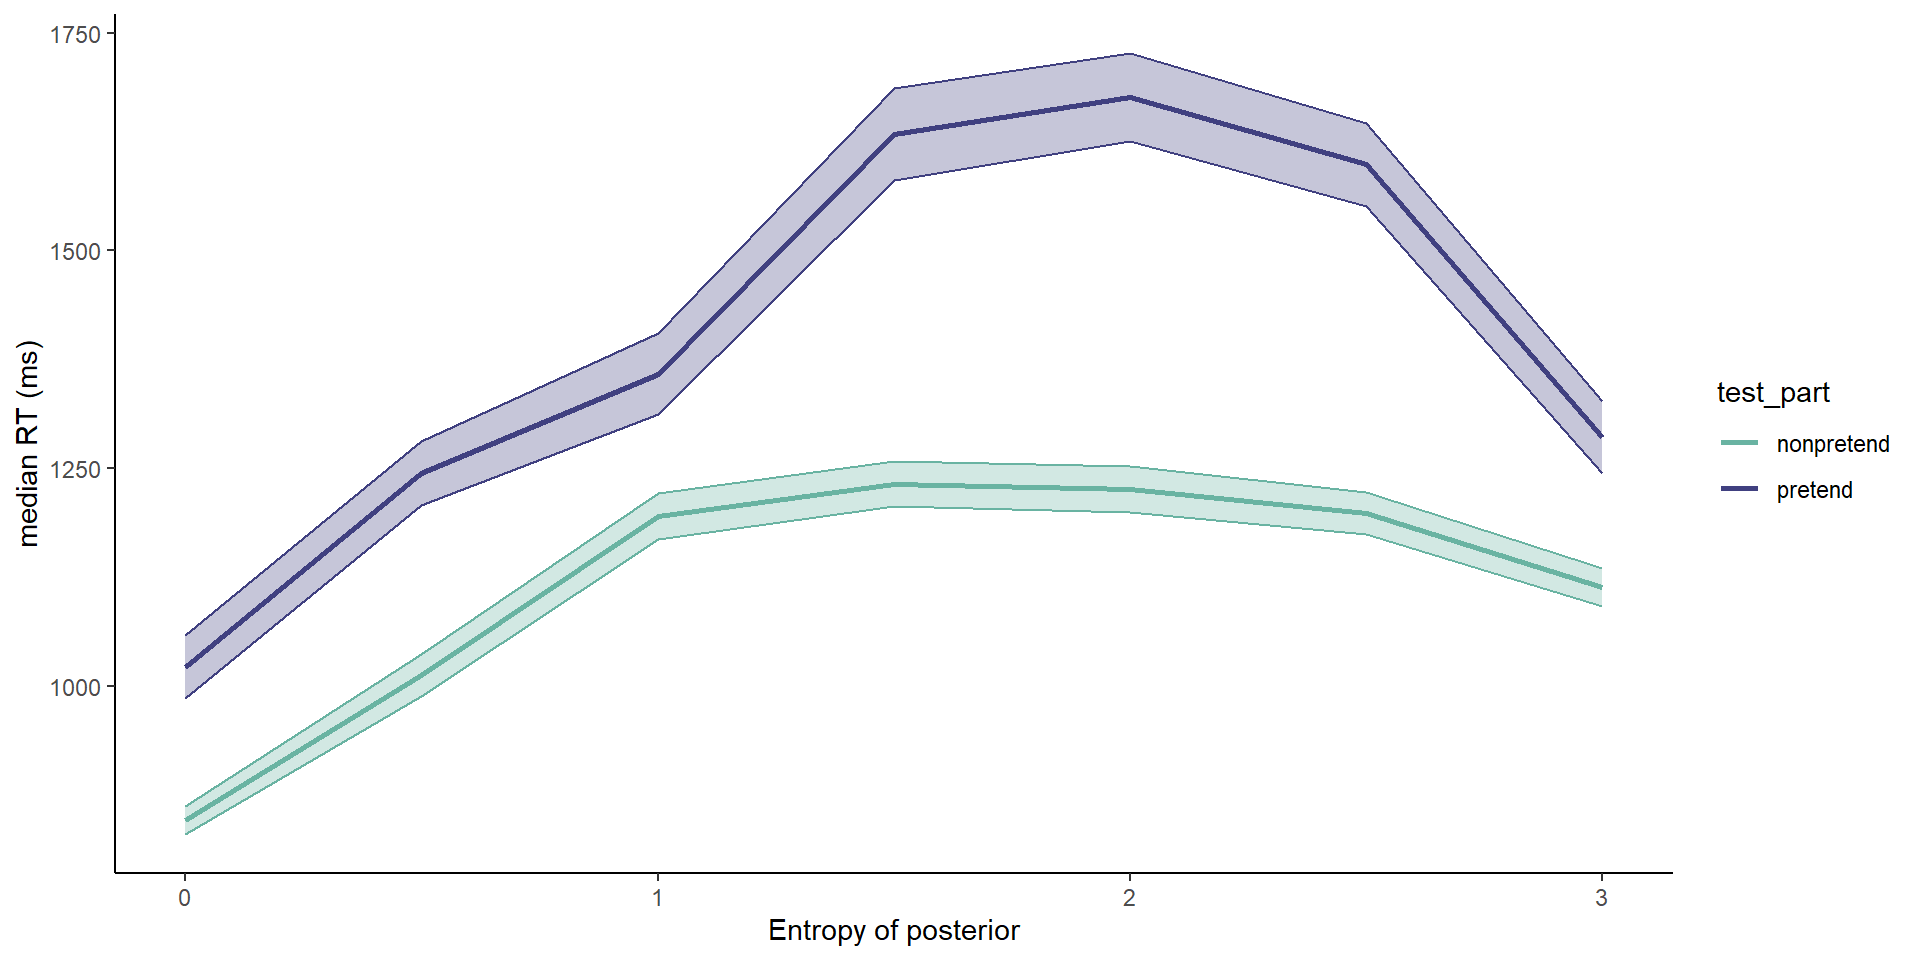 1750
1500
1250
1000
median RT (ms)
0 1 2 3
Entropy of posterior
test_part
nonpretend
pretend